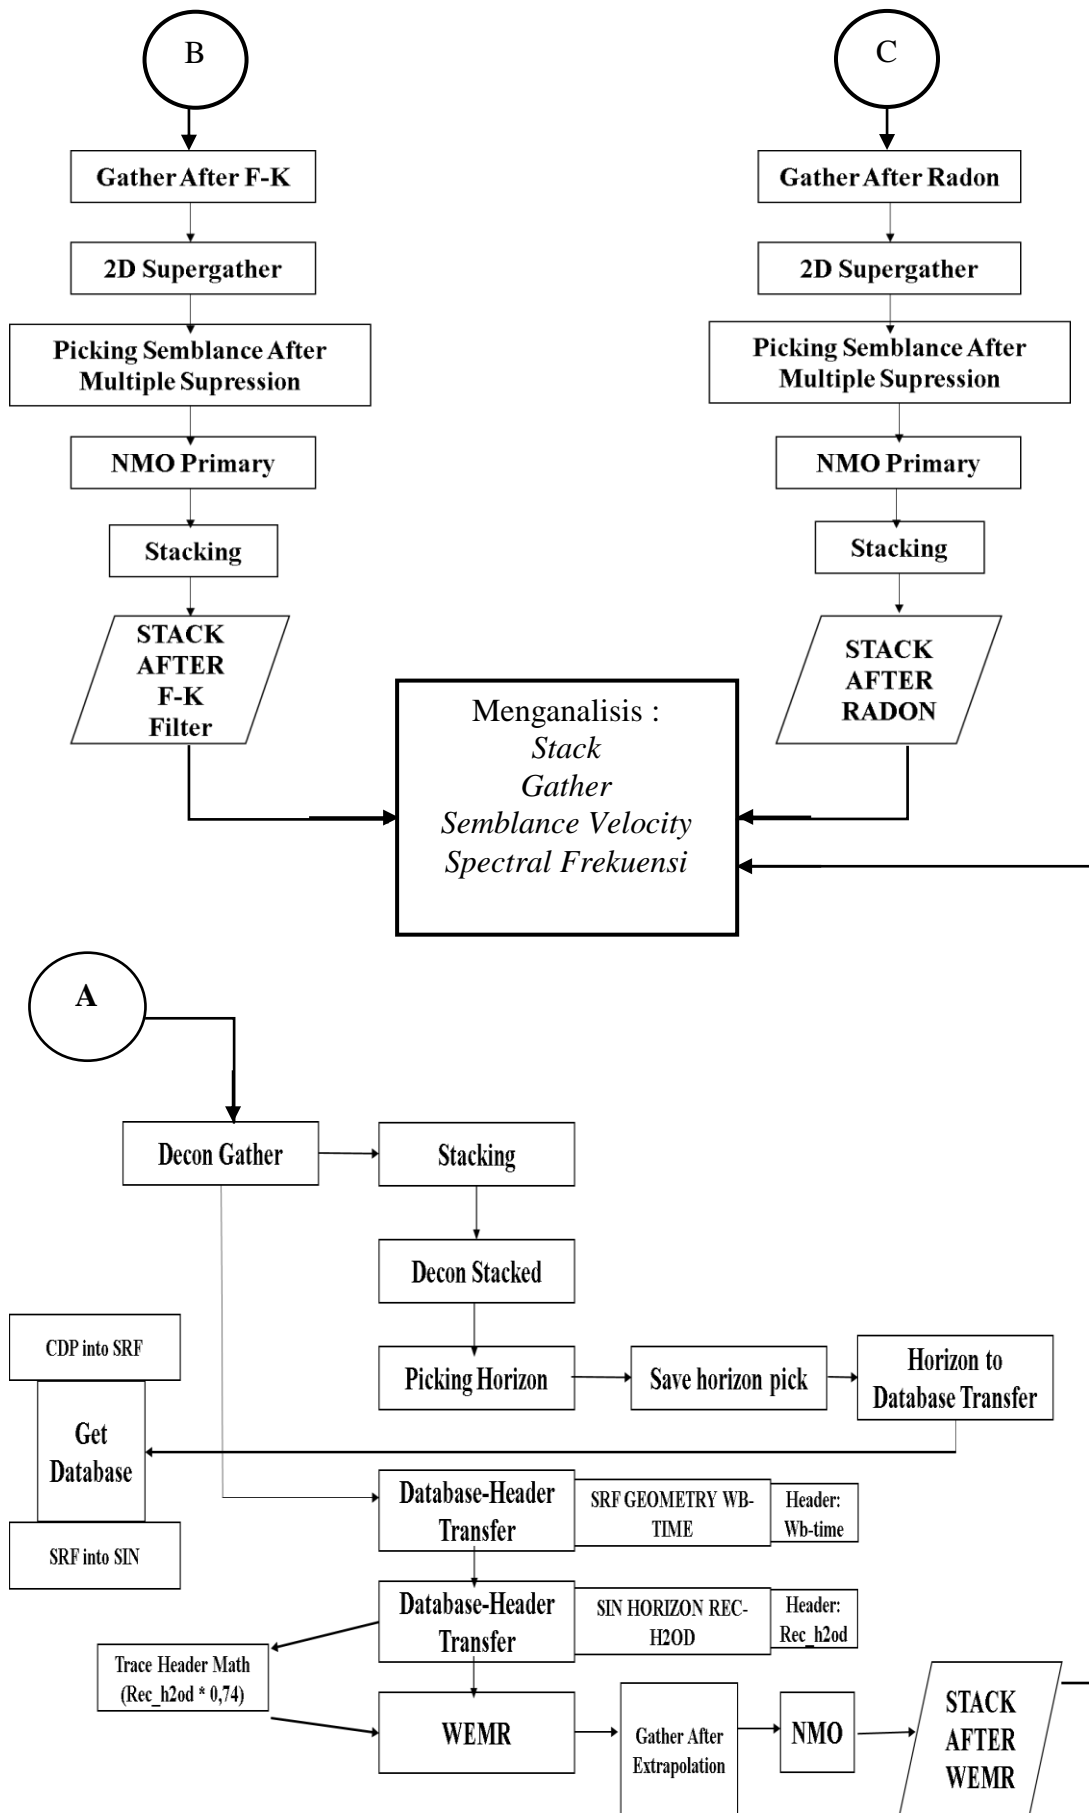 B
Gather After F-K
2D Supergather
Picking Semblance After
Multiple Supression
NMO Primary
Stacking
STACK
AFTER
F-K
Filter
C
Gather After Radon
2D Supergather
Picking Semblance After
Multiple Supression
NMO Primary
Stacking
STACK
AFTER
RADON
Menganalisis :
Stack
Gather
Semblance Velocity
Spectral Frekuensi
A
Decon Gather
Stacking
Decon Stacked
Picking Horizon
Save horizon pick
Horizon to
Database Transfer
CDP into SRF
Get
Database
SRF into SIN
Database-Header
Transfer
SRF GEOMETRY WB-
TIME
Header:
Wb-time
Database-Header
Transfer
SIN HORIZON REC-
H2OD
Header:
Rec_h2od
Trace Header Math
(Rec_h2od * 0,74)
WEMR
Gather After
Extrapolation
NMO
STACK
AFTER
WEMR